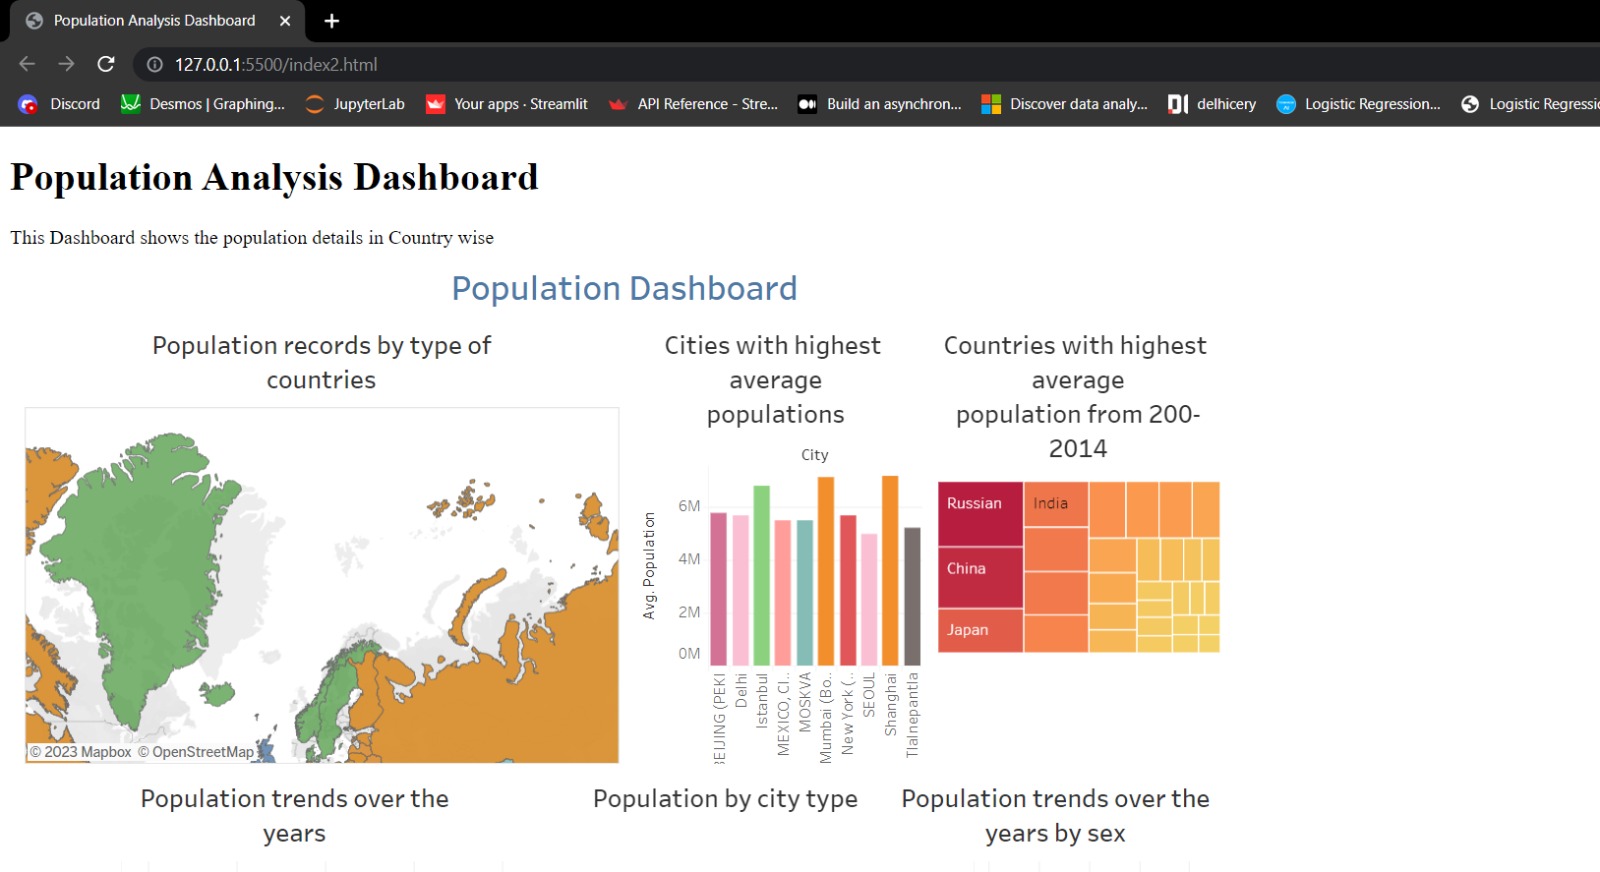 Population Analysis Dashboard
127.0.0.1:5500/index2.html
Discord
Desmos | Graphing...
JupyterLab
Your apps · Streamlit
API Reference - Stre...
Build an asynchron...
Discover data analy...
delhicery
Logistic Regression...
Logistic Regressi
Population Analysis Dashboard
This Dashboard shows the population details in Country wise
Population Dashboard
Population records by type of
countries
© 2023 Mapbox © OpenStreetMap
Cities with highest
average
populations
City
Avg. Population
6M
4M
2M
0M
BEIJING (PEKI
Delhi
Istanbul
MEXICO, CI..
MOSKVA
Mumbai (Bo..
New York (..
SEOUL
Shanghai
Tlalnepantla
Countries with highest
average
population from 200-
2014
Russian
India
China
Japan
Population trends over the
years
Population by city type
Population trends over the
years by sex